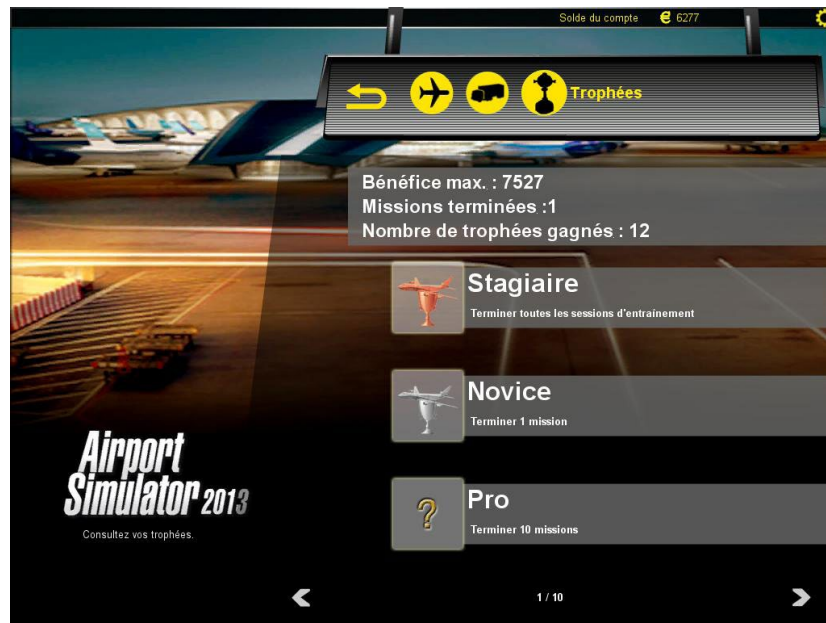 Solde du compte € 6277
Trophées
Bénéfice max. : 7527
Missions terminées :1
Nombre de trophées gagnés : 12
Stagiaire
Terminer toutes les sessions d'entraînement
Novice
Terminer 1 mission
Pro
Terminer 10 missions
Airport
Simulator 2013
Consultez vos trophées.
1 / 10